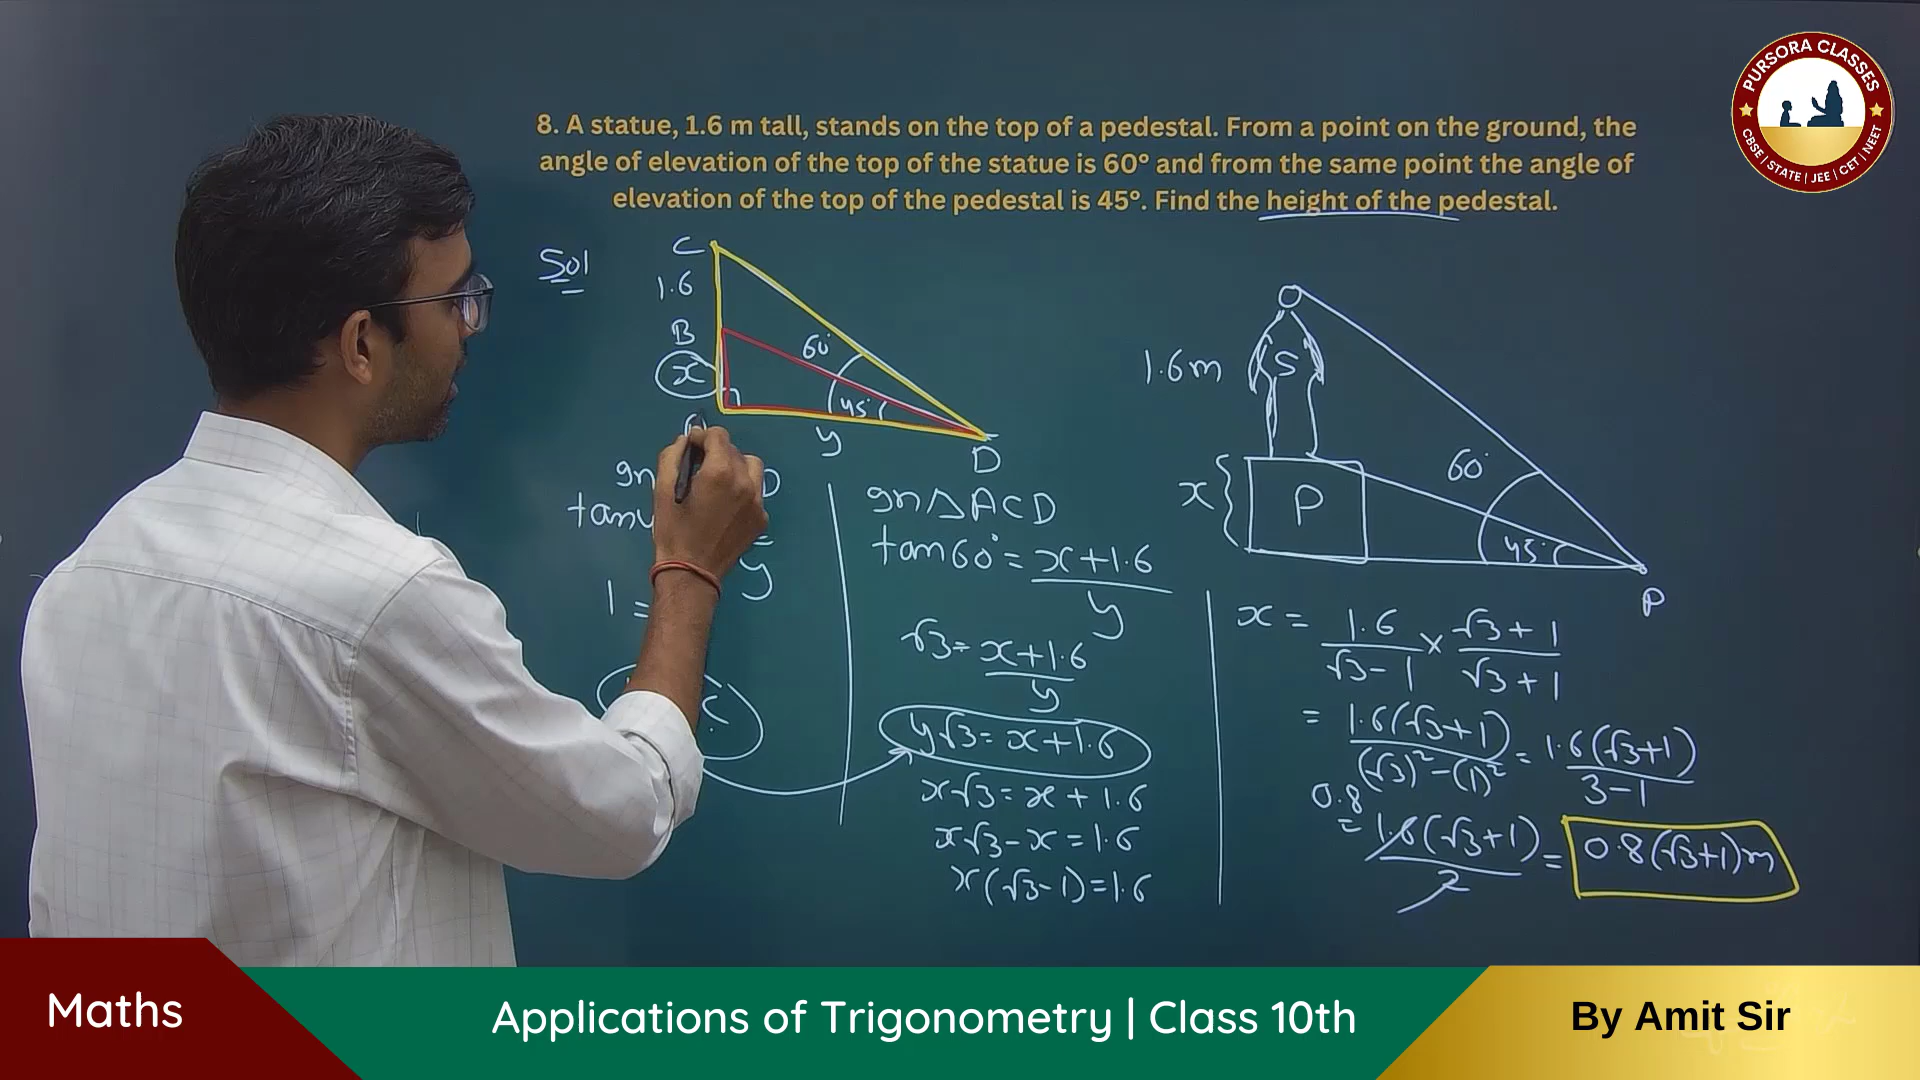 PURSORA CLASSES
CBSE | STATE | JEE | CET | NEET
8. A statue, 1.6 m tall, stands on the top of a pedestal. From a point on the ground, the
angle of elevation of the top of the statue is 60° and from the same point the angle of
elevation of the top of the pedestal is 45°. Find the height of the pedestal.
Sol
C
1.6
B
x
60°
45°
y
D
1.6m
S
x
P
60°
45°
P
1 =
In △ACD
tan60° = x+1.6
y
√3 = x+1.6
y
y√3 = x+1.6
x√3 = x + 1.6
x√3 - x = 1.6
x(√3-1) = 1.6
x = 1.6 × √3+1
√3-1 √3+1
= 1.6(√3+1) = 1.6(√3+1)
(√3)²-(1)² 3-1
0.8
= 1.6(√3+1) = 0.8(√3+1)m
2
Maths
Applications of Trigonometry | Class 10th
By Amit Sir